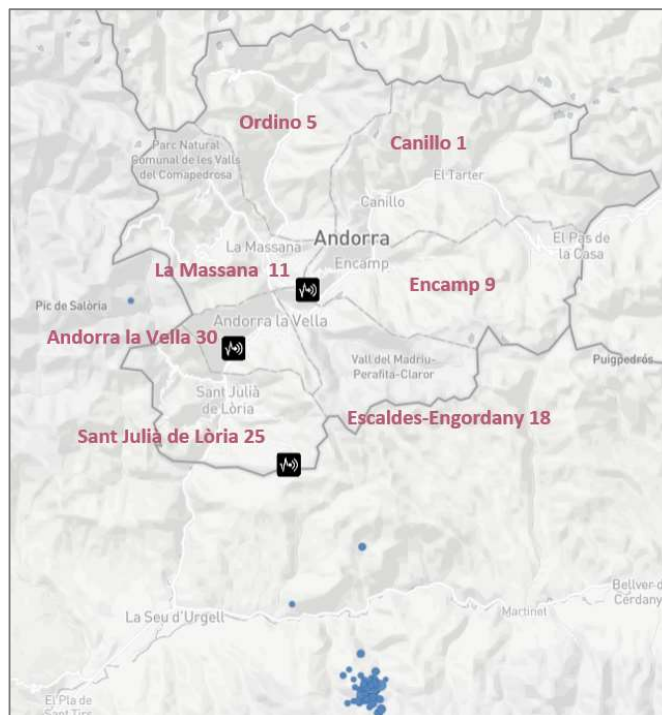 Ordino 5
Canillo 1
Parc Natural
Comunal de les Valls
del Comapedrosa
El Tarter
Canillo
La Massana
Andorra
El Pas de
la Casa
Encamp
La Massana 11
Encamp 9
Pic de Salòria
Andorra la Vella
Andorra la Vella 30
Vall del Madriu-
Perafita-Claror
Puigpedrós
Sant Julià
de Lòria
Escaldes-Engordany 18
Sant Julià de Lòria 25
Bellver d
Cerdany
La Seu d'Urgell
Martinet
El Pla de
Sant Tirs